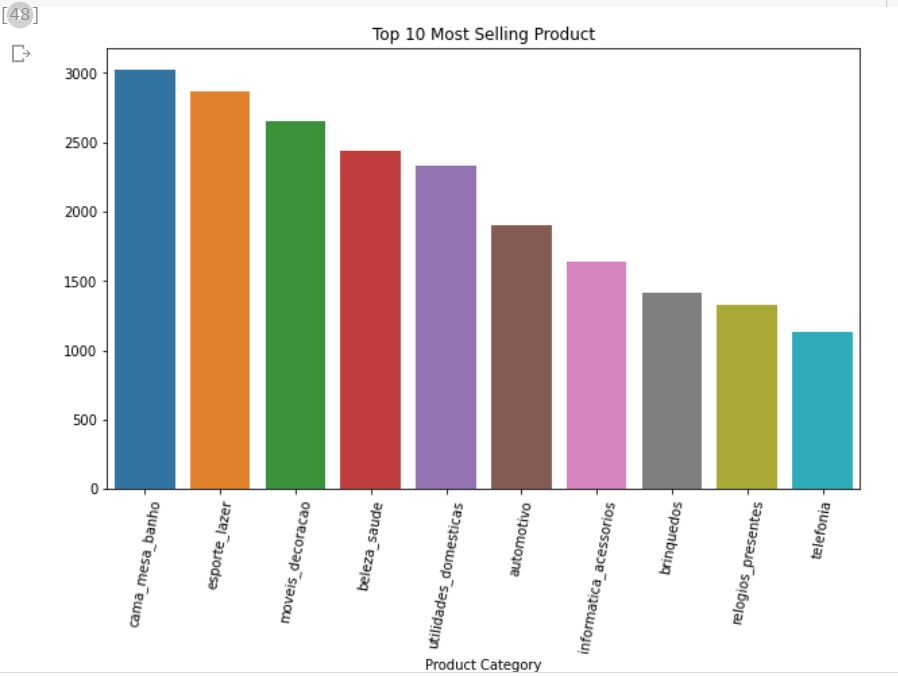 [48]
Top 10 Most Selling Product
3000
2500
2000
1500
1000
500
0
cama_mesa_banho
esporte_lazer
moveis_decoracao
beleza_saude
utilidades_domesticas
automotivo
informatica_acessorios
brinquedos
relogios_presentes
telefonia
Product Category